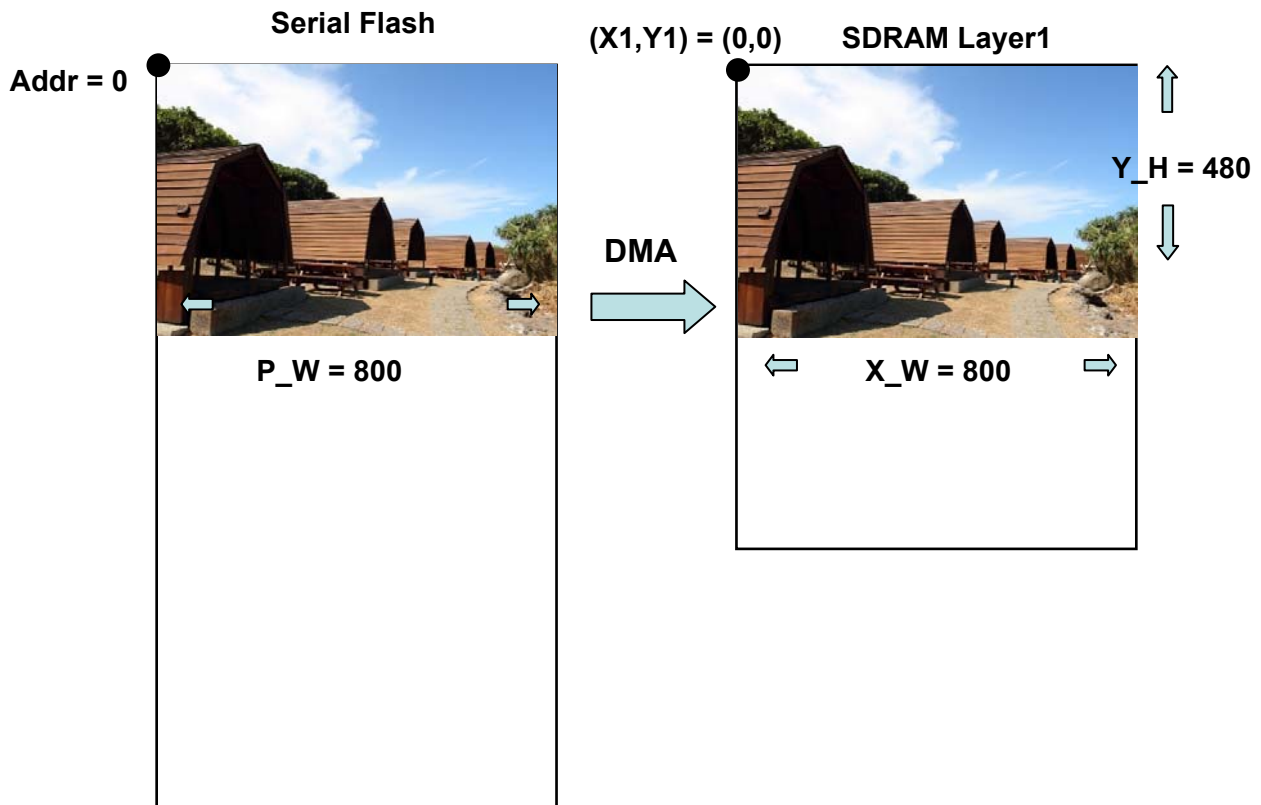 Serial Flash
(X1,Y1) = (0,0)
SDRAM Layer1
Addr = 0
Y_H = 480
DMA
P_W = 800
X_W = 800